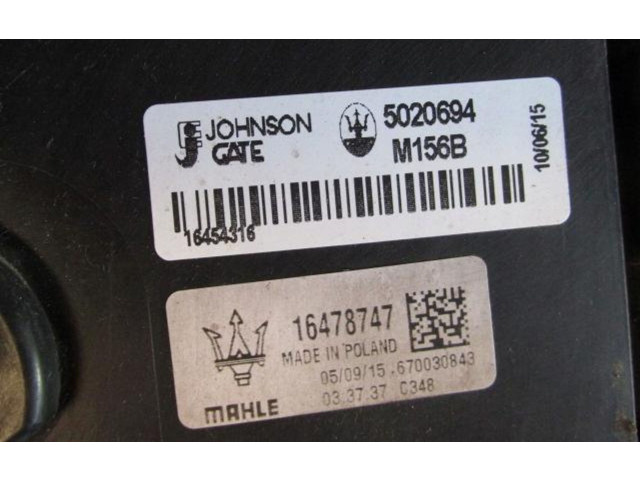 JOHNSON
GATE
5020694
M156B
10/06/15
16454316
16478747
MADE IN POLAND
05/09/15 .670030843
03.37.37 C348
MAHLE